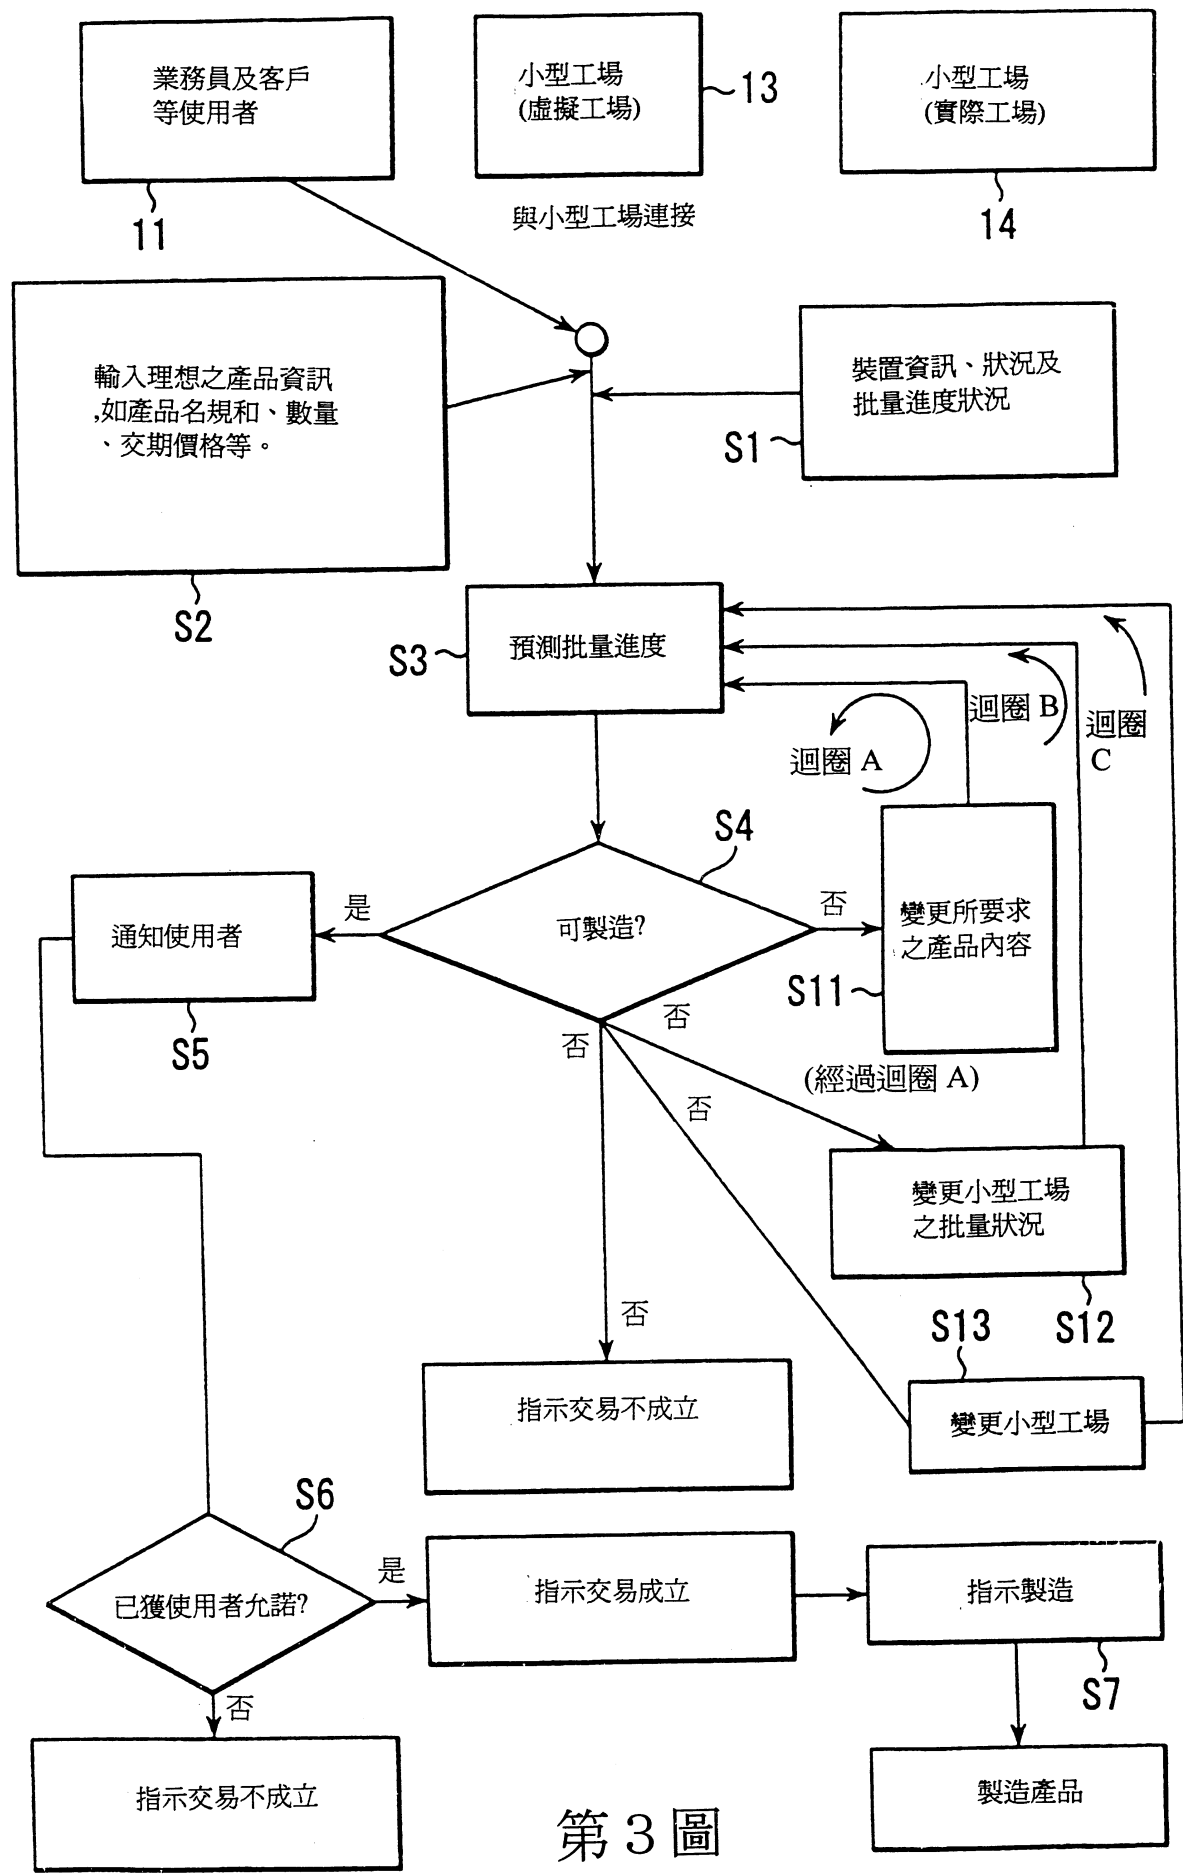 業務員及客戶
等使用者
11
小型工場
(虛擬工場)
13
小型工場
(實際工場)
14
與小型工場連接
輸入理想之產品資訊
,如產品名規和、數量
、交期價格等。
S2
裝置資訊、狀況及
批量進度狀況
S1
預測批量進度
S3
迴圈 A
迴圈 B
迴圈
C
S4
可製造?
是
否
通知使用者
S5
變更所要求
之產品內容
S11
否
否
(經過迴圈 A)
否
變更小型工場
之批量狀況
S12
否
指示交易不成立
S13
變更小型工場
S6
已獲使用者允諾?
是
指示交易成立
指示製造
S7
否
指示交易不成立
製造產品
第3圖